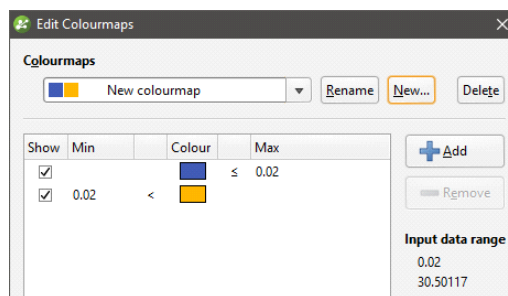 Edit Colourmaps
Colourmaps
New colourmap Rename New... Delete
Show Min Colour Max
≤ 0.02
0.02 <
Add
Remove
Input data range
0.02
30.50117